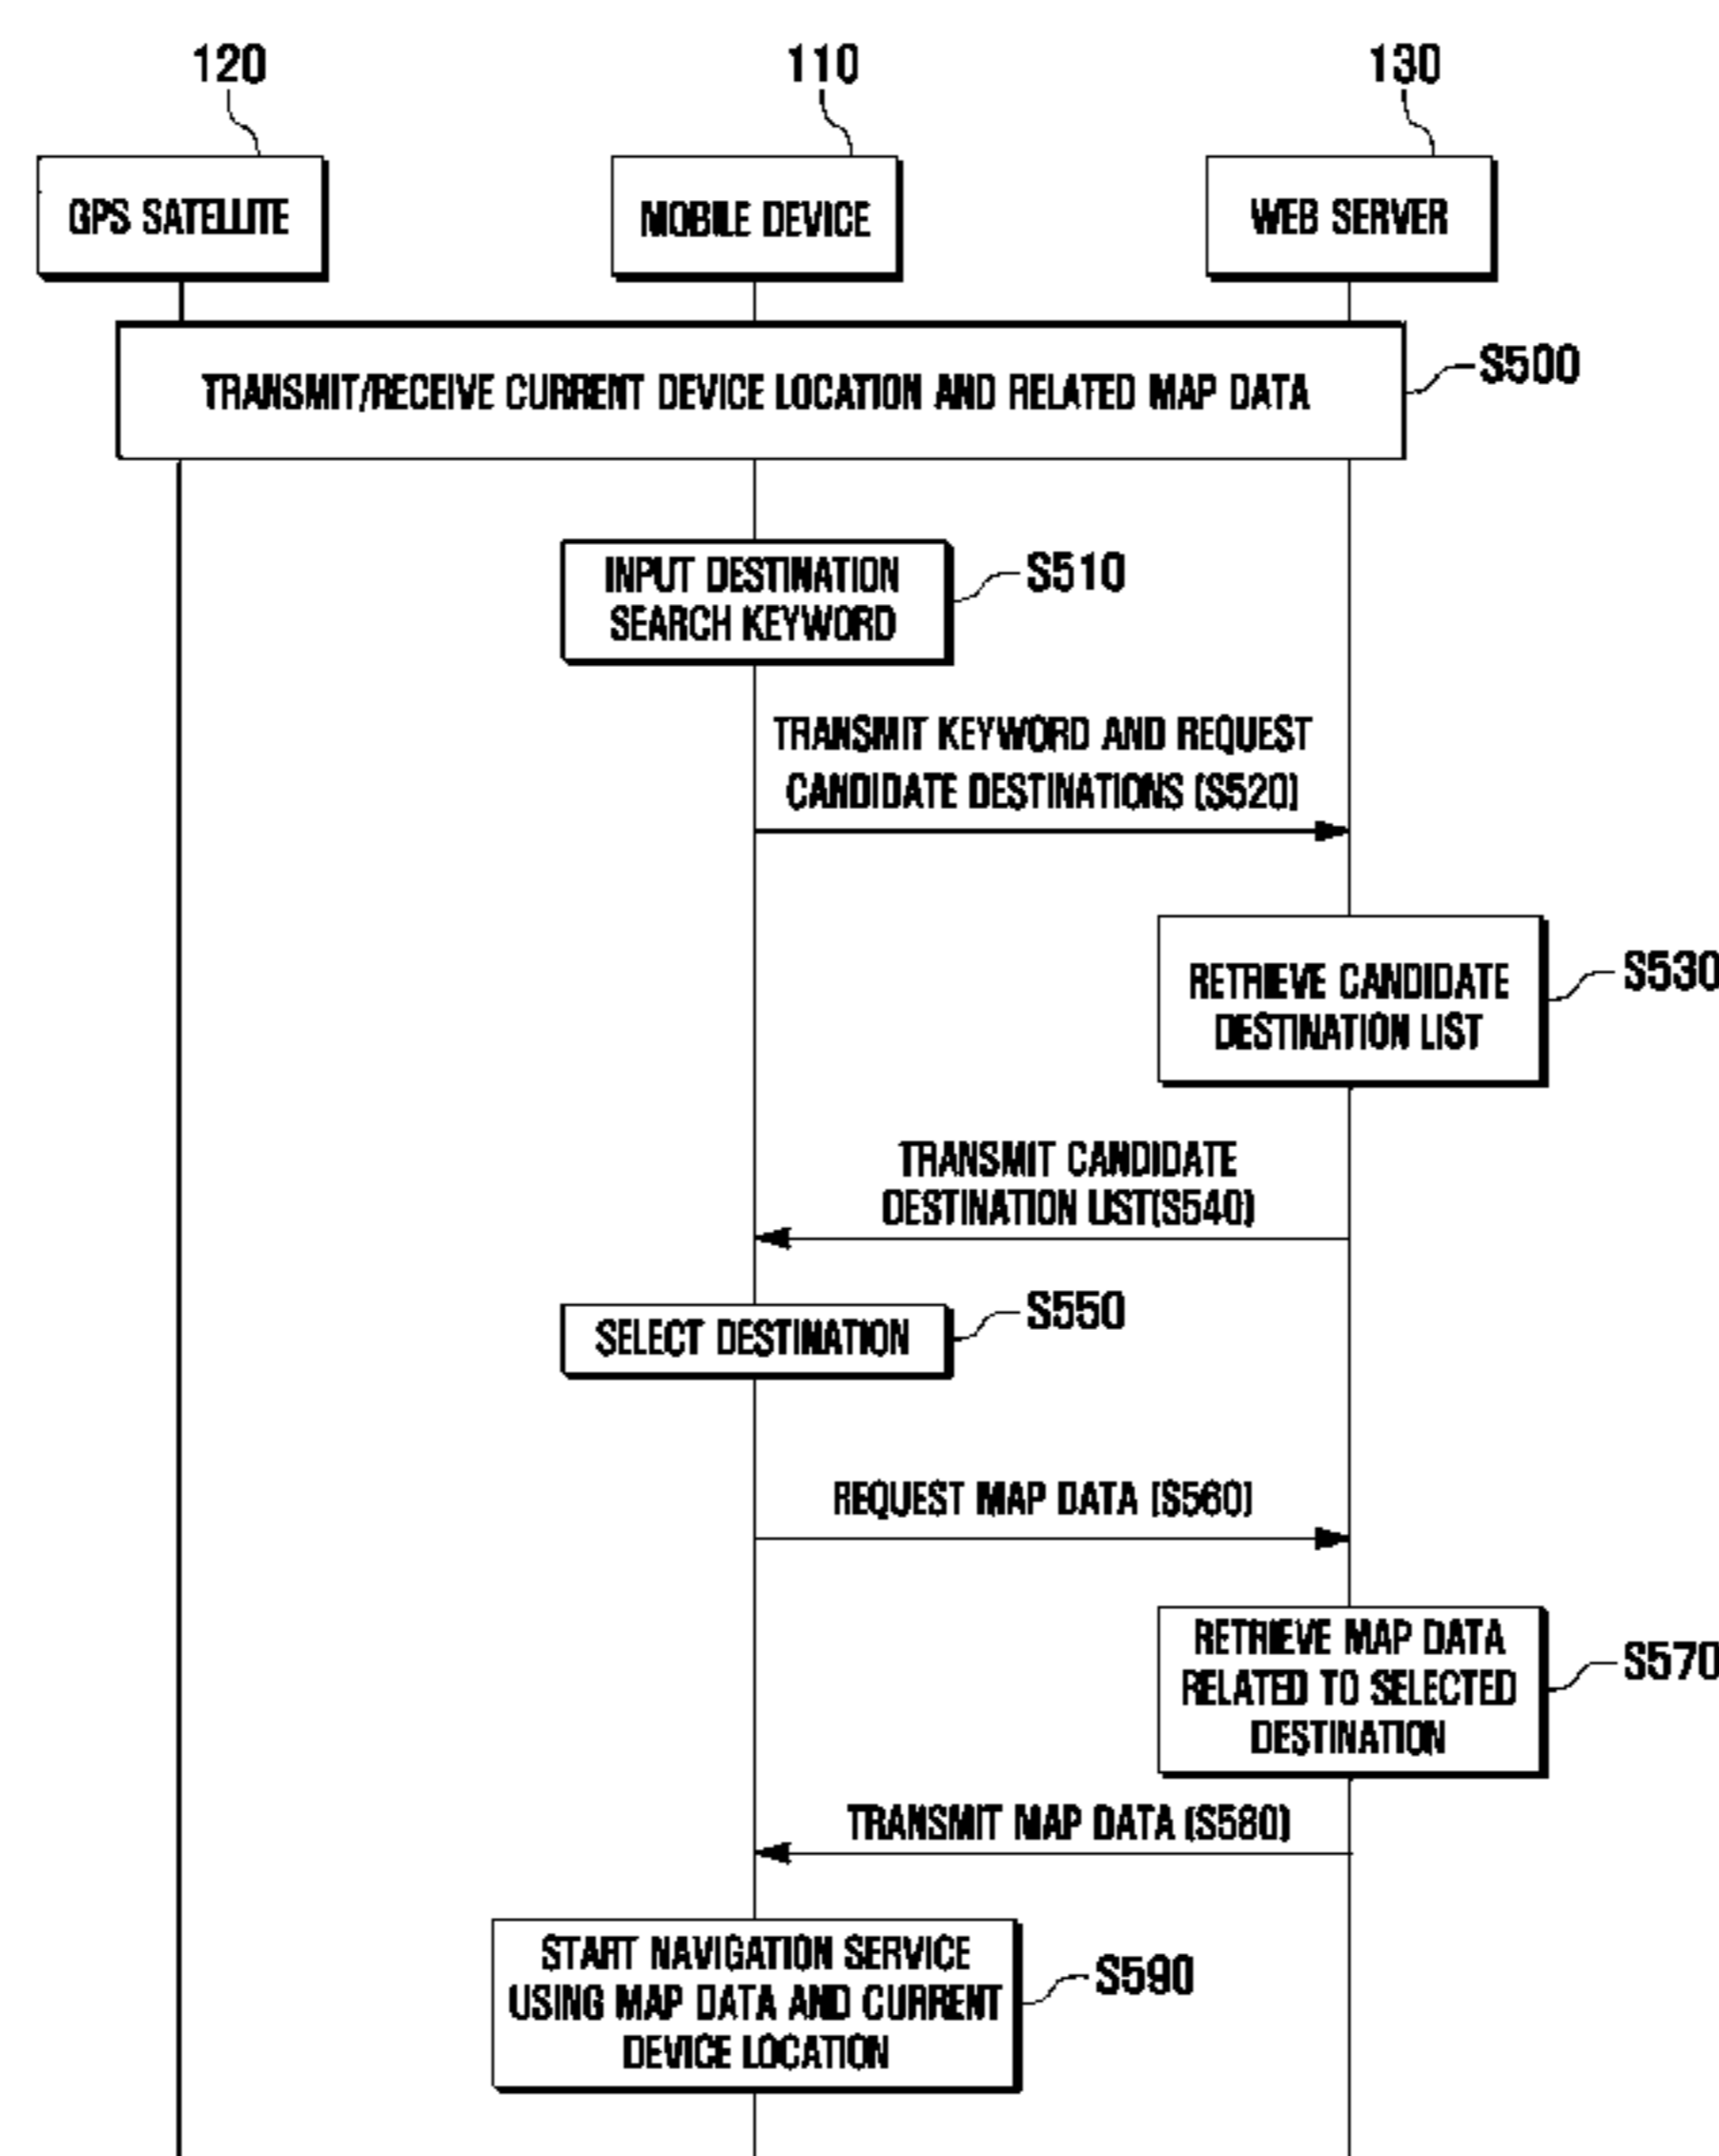 120
110
130
GPS SATELLITE
MOBILE DEVICE
WEB SERVER
TRANSMIT/RECEIVE CURRENT DEVICE LOCATION AND RELATED MAP DATA
S500
INPUT DESTINATION
SEARCH KEYWORD
S510
TRANSMIT KEYWORD AND REQUEST
CANDIDATE DESTINATIONS (S520)
RETRIEVE CANDIDATE
DESTINATION LIST
S530
TRANSMIT CANDIDATE
DESTINATION LIST(S540)
SELECT DESTINATION
S550
REQUEST MAP DATA (S560)
RETRIEVE MAP DATA
RELATED TO SELECTED
DESTINATION
S570
TRANSMIT MAP DATA (S580)
START NAVIGATION SERVICE
USING MAP DATA AND CURRENT
DEVICE LOCATION
S590